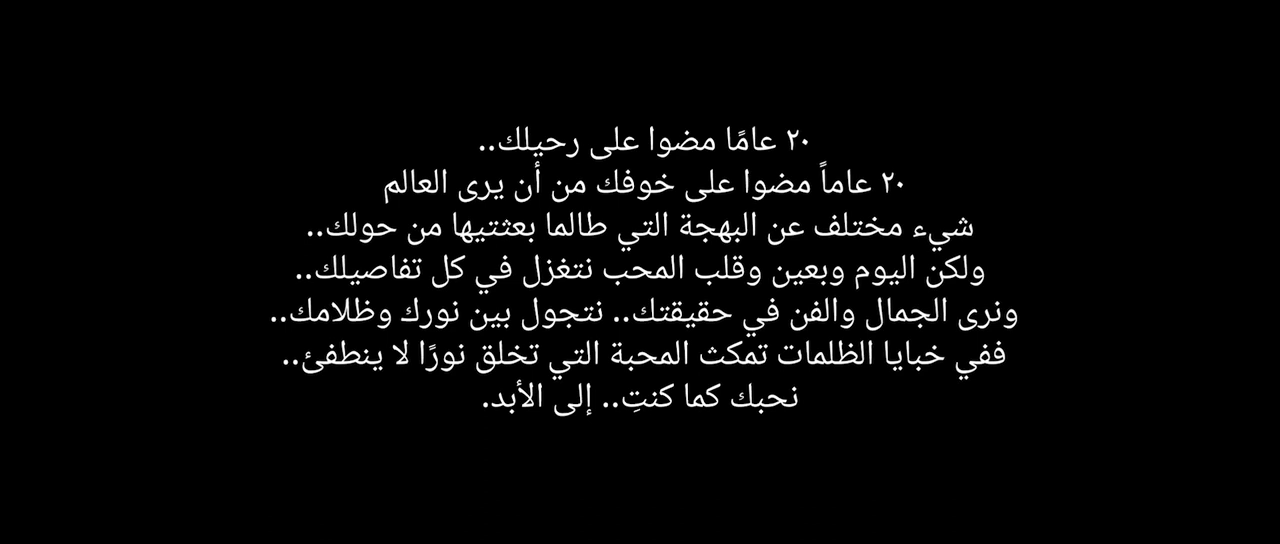 ٢٠ عامًا مضوا على رحيلك..
٢٠ عاماً مضوا على خوفك من أن يرى العالم
شيء مختلف عن البهجة التي طالما بعثتيها من حولك..
ولكن اليوم وبعين وقلب المحب نتغزل في كل تفاصيلك..
ونرى الجمال والفن في حقيقتك.. نتجول بين نورك وظلامك..
ففي خبايا الظلمات تمكث المحبة التي تخلق نورًا لا ينطفئ..
نحبك كما كنتِ.. إلى الأبد.